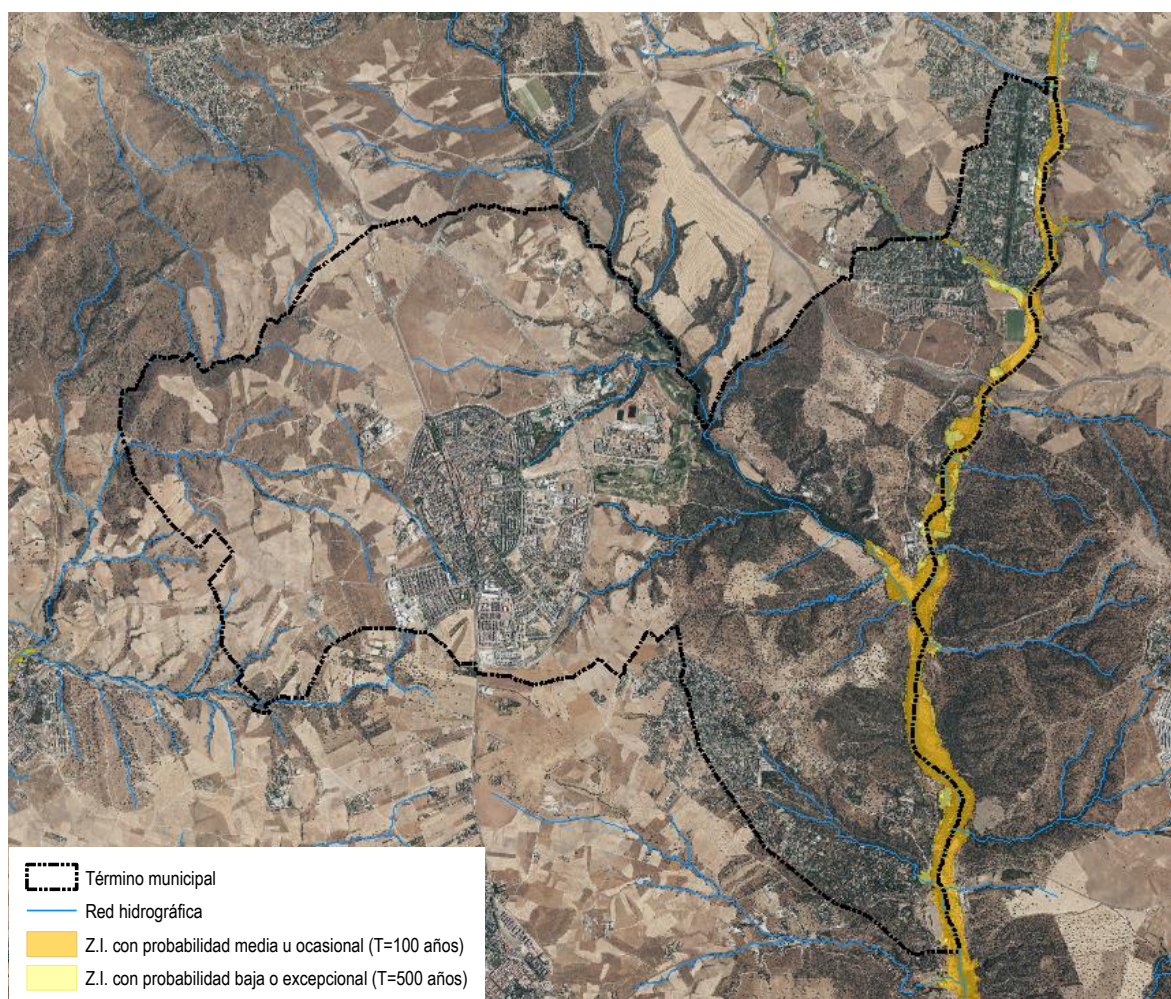 Término municipal
Red hidrográfica
Z.I. con probabilidad media u ocasional (T=100 años)
Z.I. con probabilidad baja o excepcional (T=500 años)